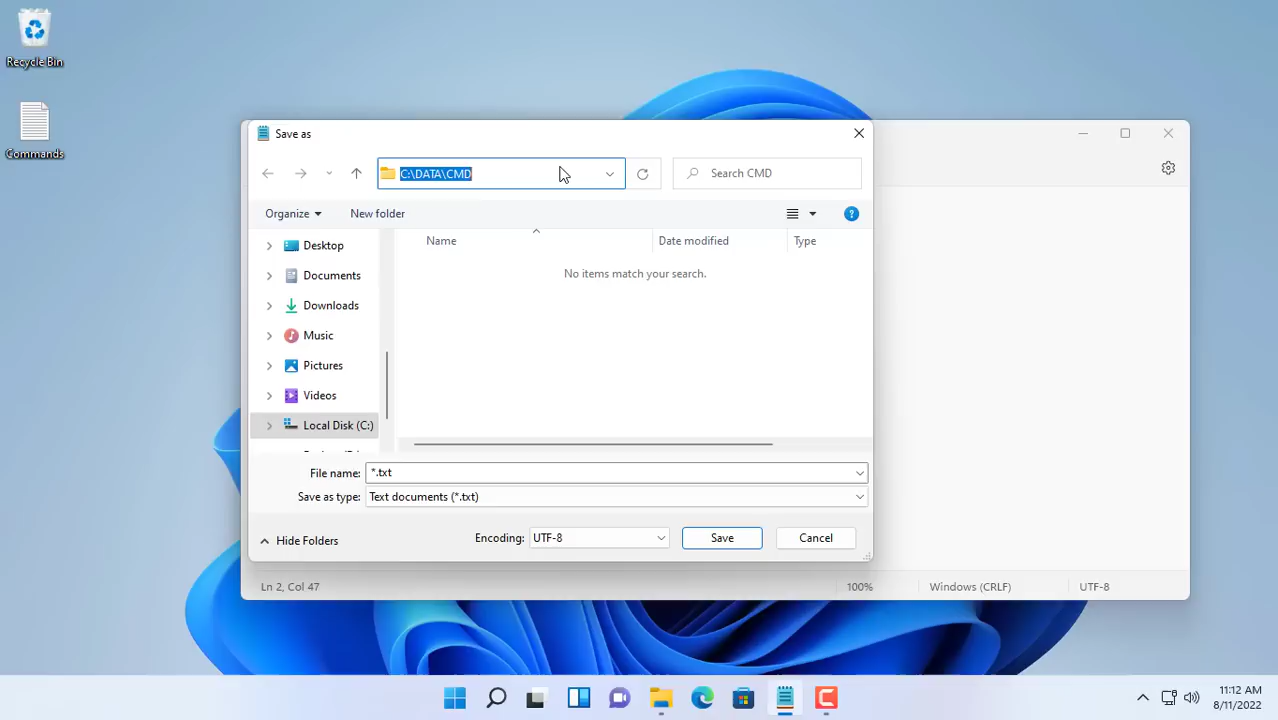 Recycle Bin
Commands
Save as
C:\DATA\CMD
Search CMD
Organize
New folder
?
Name
Date modified
Type
No items match your search.
Desktop
Documents
Downloads
Music
Pictures
Videos
Local Disk (C:)
File name:
*.txt
Save as type:
Text documents (*.txt)
Hide Folders
Encoding:
UTF-8
Save
Cancel
Ln 2, Col 47
100%
Windows (CRLF)
UTF-8
11:12 AM
8/11/2022